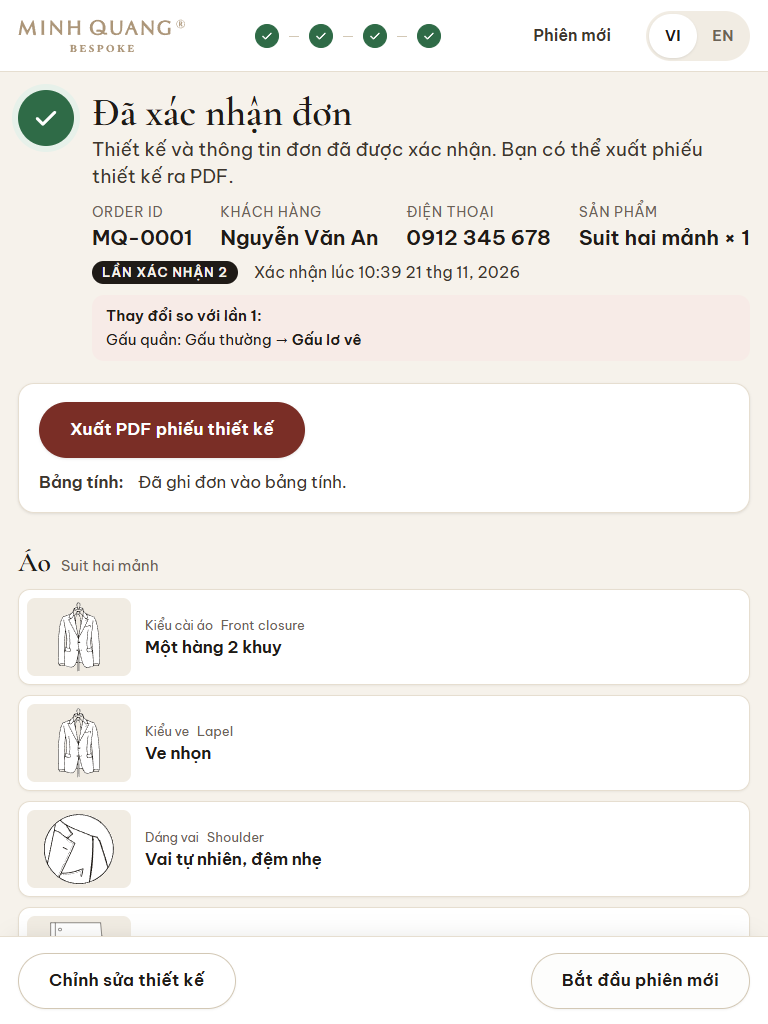 MINH QUANG®
BESPOKE
Phiên mới
VI EN
Đã xác nhận đơn
Thiết kế và thông tin đơn đã được xác nhận. Bạn có thể xuất phiếu
thiết kế ra PDF.
ORDER ID KHÁCH HÀNG ĐIỆN THOẠI SẢN PHẨM
MQ-0001 Nguyễn Văn An 0912 345 678 Suit hai mảnh × 1
LẦN XÁC NHẬN 2 Xác nhận lúc 10:39 21 thg 11, 2026
Thay đổi so với lần 1:
Gấu quần: Gấu thường → Gấu lơ vê
Xuất PDF phiếu thiết kế
Bảng tính: Đã ghi đơn vào bảng tính.
Áo Suit hai mảnh
Kiểu cài áo Front closure
Một hàng 2 khuy
Kiểu ve Lapel
Ve nhọn
Dáng vai Shoulder
Vai tự nhiên, đệm nhẹ
Chỉnh sửa thiết kế
Bắt đầu phiên mới